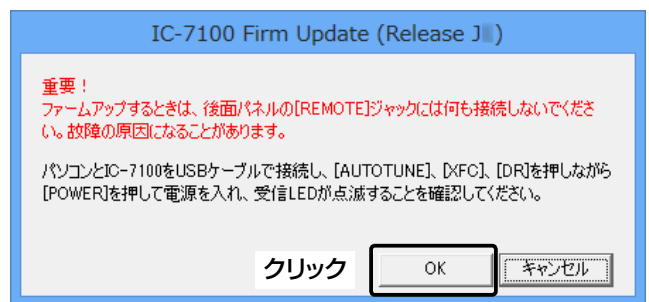 IC-7100 Firm Update (Release J )
重要！
ファームアップするときは、後面パネルの[REMOTE]ジャックには何も接続しないでくださ
い。故障の原因になることがあります。
パソコンとIC-7100をUSBケーブルで接続し、[AUTOTUNE]、[XFC]、[DR]を押しながら
[POWER]を押して電源を入れ、受信LEDが点滅することを確認してください。
クリック
OK
キャンセル